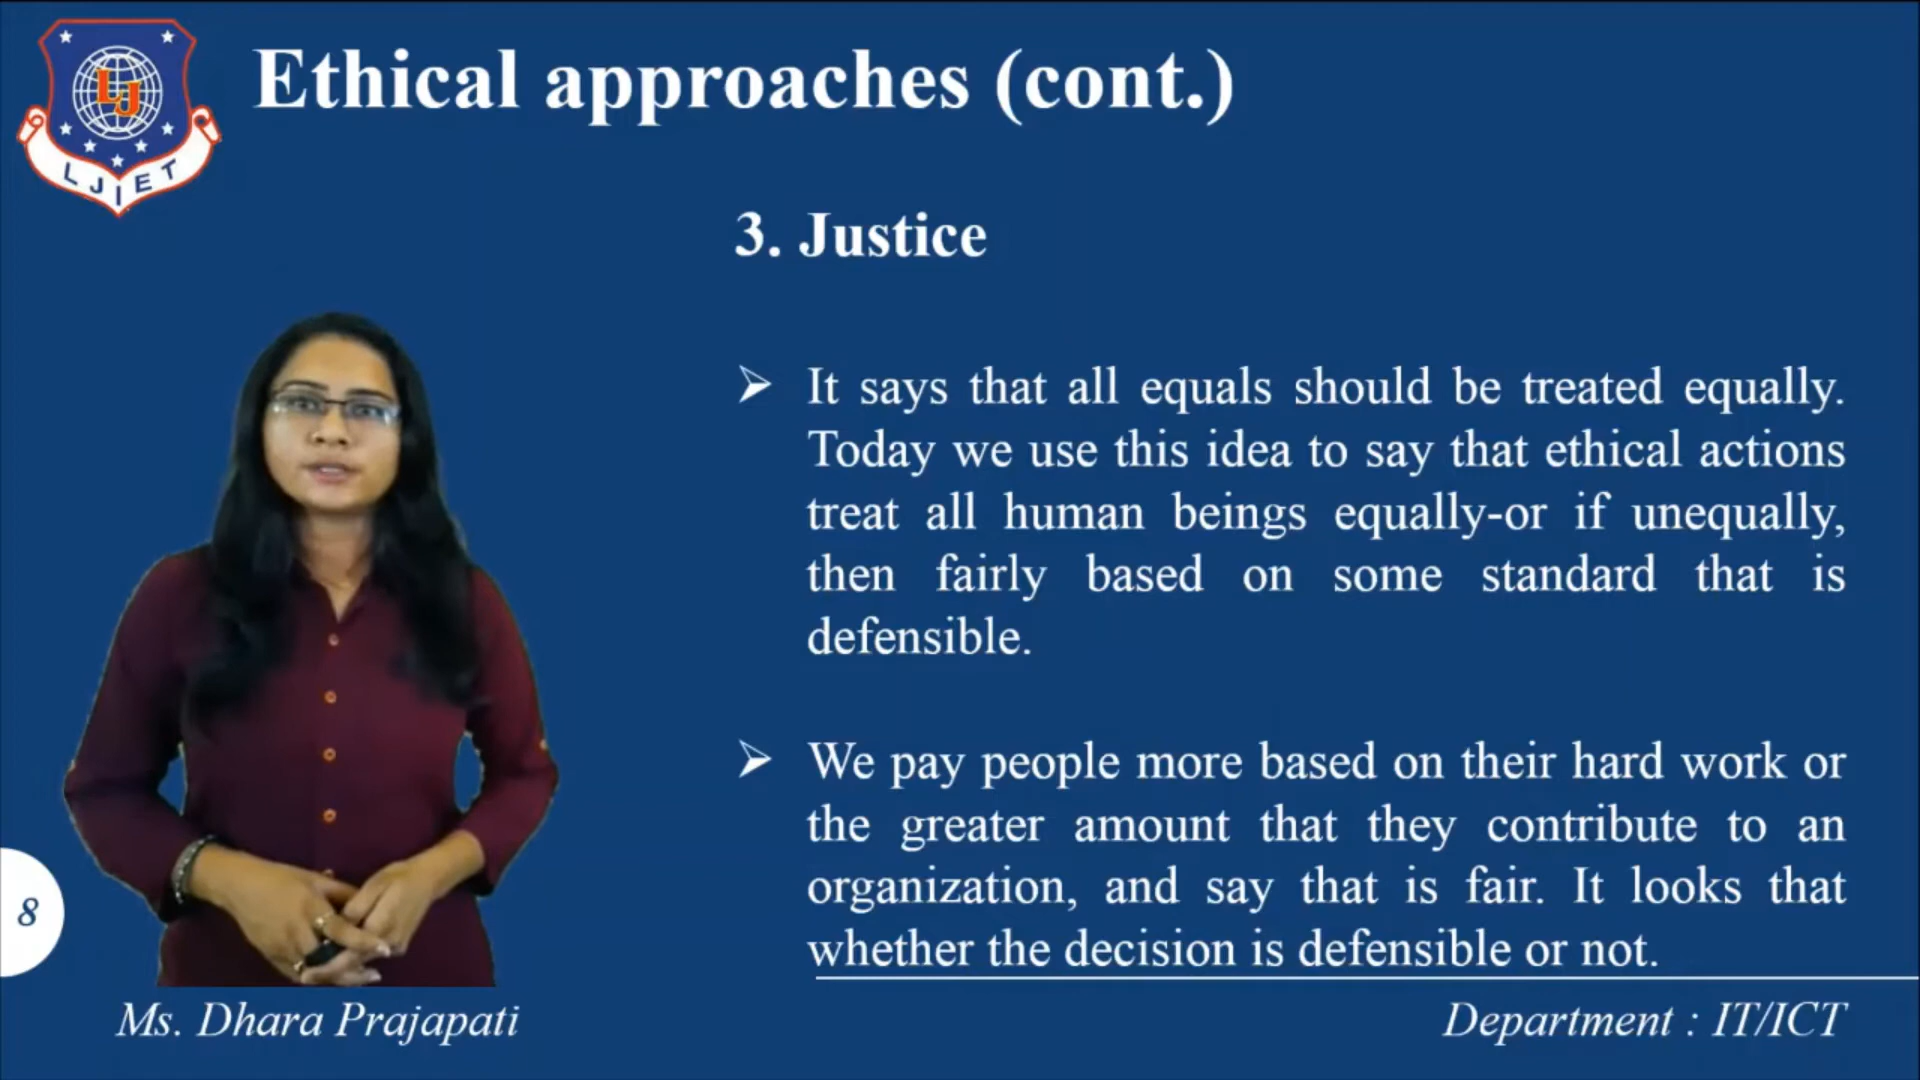 LJ
LJIET
Ethical approaches (cont.)
3. Justice
➢ It says that all equals should be treated equally.
Today we use this idea to say that ethical actions
treat all human beings equally-or if unequally,
then fairly based on some standard that is
defensible.
➢ We pay people more based on their hard work or
the greater amount that they contribute to an
organization, and say that is fair. It looks that
whether the decision is defensible or not.
8
Ms. Dhara Prajapati
Department : IT/ICT